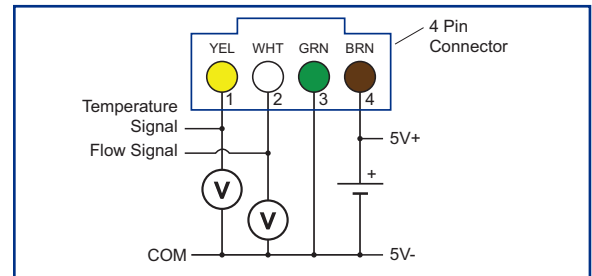 4 Pin
Connector
YEL WHT GRN BRN
1 2 3 4
Temperature
Signal
Flow Signal
5V+
+
V
V
COM
5V-